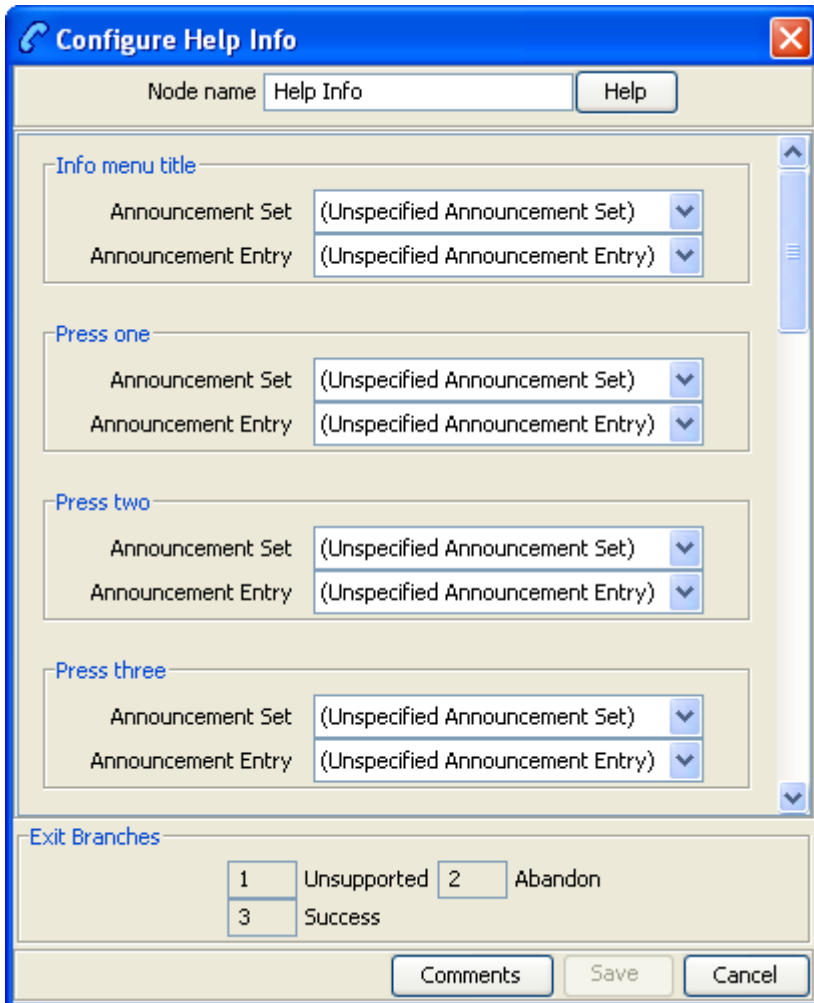 Configure Help Info
Node name Help Info Help
Info menu title
Announcement Set (Unspecified Announcement Set)
Announcement Entry (Unspecified Announcement Entry)
Press one
Announcement Set (Unspecified Announcement Set)
Announcement Entry (Unspecified Announcement Entry)
Press two
Announcement Set (Unspecified Announcement Set)
Announcement Entry (Unspecified Announcement Entry)
Press three
Announcement Set (Unspecified Announcement Set)
Announcement Entry (Unspecified Announcement Entry)
Exit Branches
1 Unsupported 2 Abandon
3 Success
Comments Save Cancel